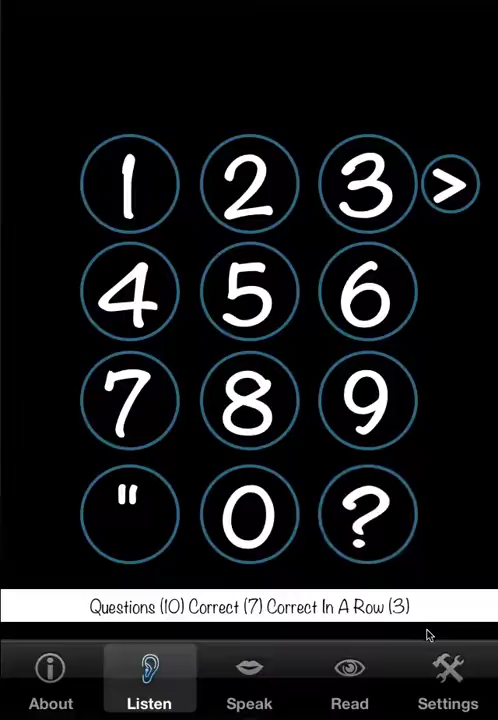 1 2 3 >
4 5 6
7 8 9
" 0 ?
Questions (10) Correct (7) Correct In A Row (3)
About Listen Speak Read Settings